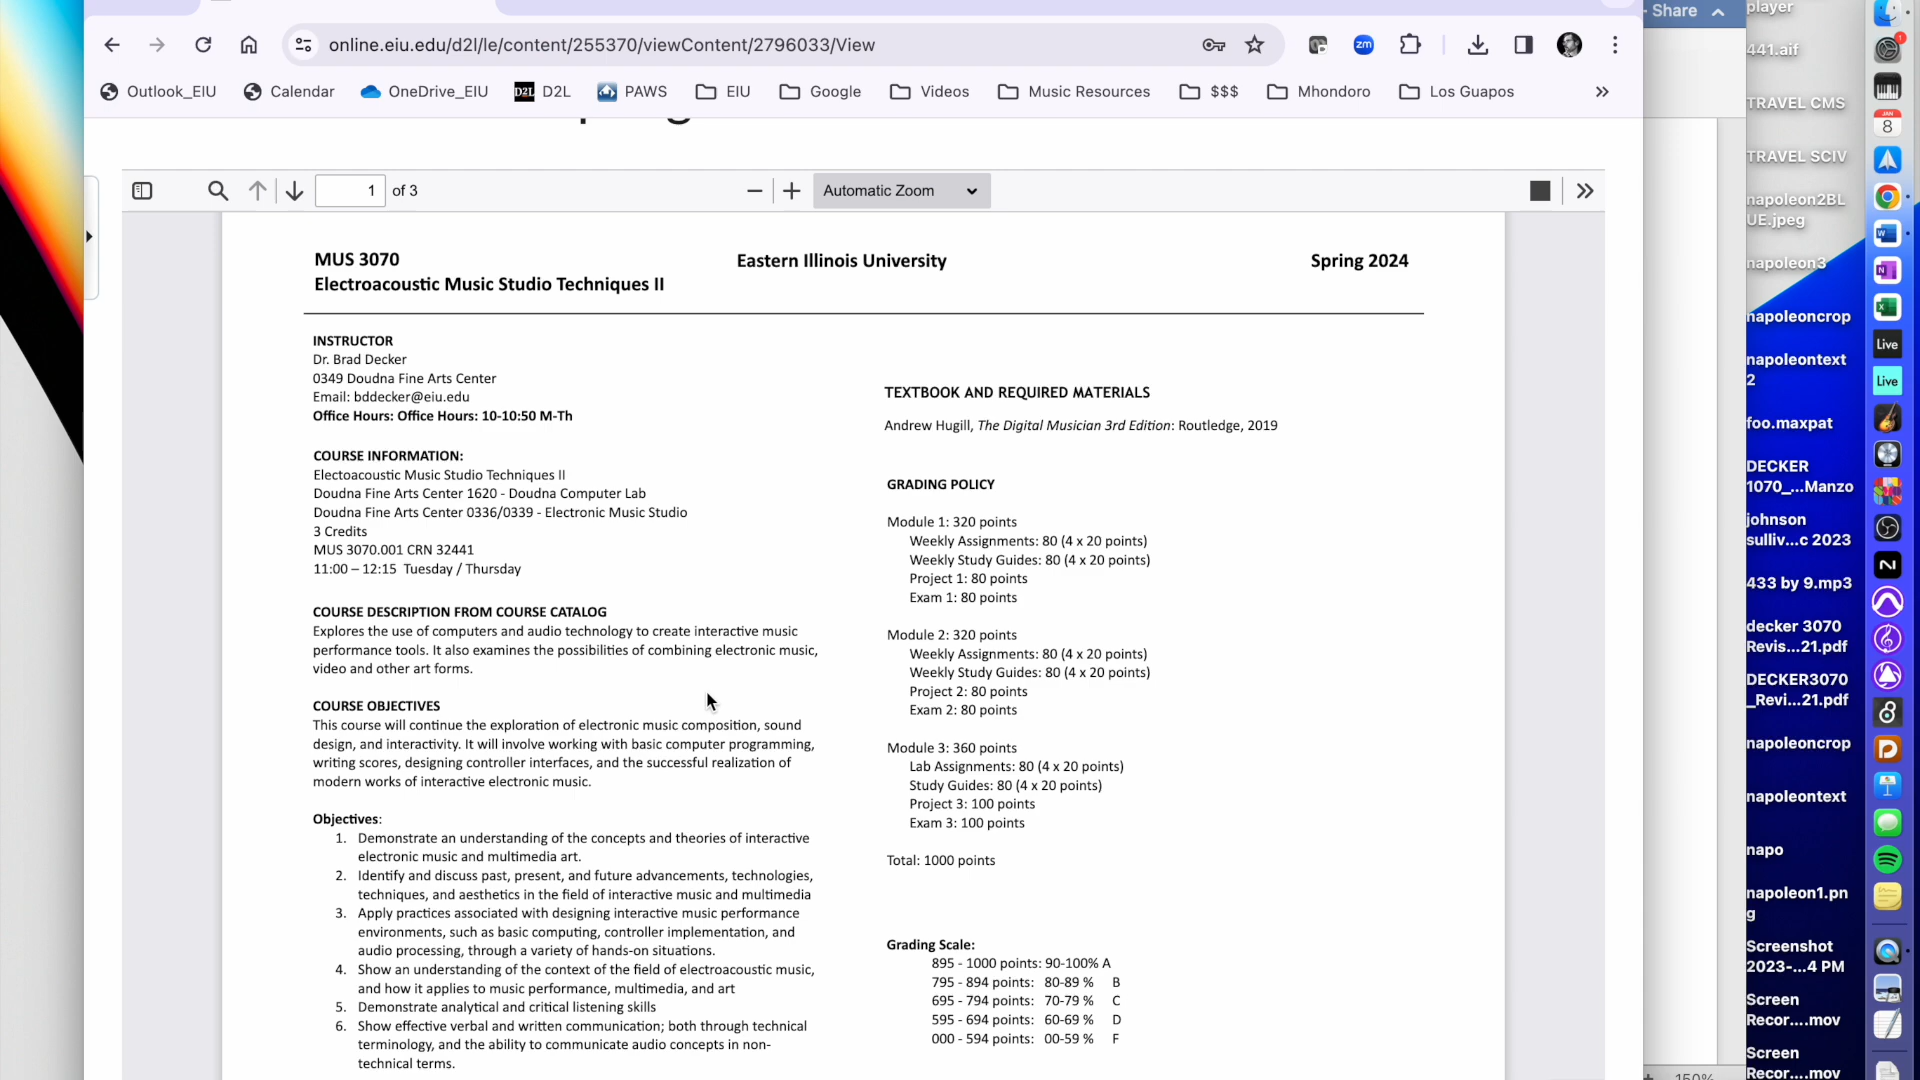 online.eiu.edu/d2l/le/content/255370/viewContent/2796033/View
zm
Outlook_EIU
Calendar
OneDrive_EIU
D2L
D2L
PAWS
EIU
Google
Videos
Music Resources
$$$
Mhondoro
Los Guapos
1
of 3
Automatic Zoom
MUS 3070
Electroacoustic Music Studio Techniques II
Eastern Illinois University
Spring 2024
INSTRUCTOR
Dr. Brad Decker
0349 Doudna Fine Arts Center
Email: bddecker@eiu.edu
Office Hours: Office Hours: 10-10:50 M-Th
COURSE INFORMATION:
Electoacoustic Music Studio Techniques II
Doudna Fine Arts Center 1620 - Doudna Computer Lab
Doudna Fine Arts Center 0336/0339 - Electronic Music Studio
3 Credits
MUS 3070.001 CRN 32441
11:00 – 12:15 Tuesday / Thursday
COURSE DESCRIPTION FROM COURSE CATALOG
Explores the use of computers and audio technology to create interactive music
performance tools. It also examines the possibilities of combining electronic music,
video and other art forms.
COURSE OBJECTIVES
This course will continue the exploration of electronic music composition, sound
design, and interactivity. It will involve working with basic computer programming,
writing scores, designing controller interfaces, and the successful realization of
modern works of interactive electronic music.
Objectives:
1. Demonstrate an understanding of the concepts and theories of interactive
electronic music and multimedia art.
2. Identify and discuss past, present, and future advancements, technologies,
techniques, and aesthetics in the field of interactive music and multimedia
3. Apply practices associated with designing interactive music performance
environments, such as basic computing, controller implementation, and
audio processing, through a variety of hands-on situations.
4. Show an understanding of the context of the field of electroacoustic music,
and how it applies to music performance, multimedia, and art
5. Demonstrate analytical and critical listening skills
6. Show effective verbal and written communication; both through technical
terminology, and the ability to communicate audio concepts in non-
technical terms.
TEXTBOOK AND REQUIRED MATERIALS
Andrew Hugill, The Digital Musician 3rd Edition: Routledge, 2019
GRADING POLICY
Module 1: 320 points
Weekly Assignments: 80 (4 x 20 points)
Weekly Study Guides: 80 (4 x 20 points)
Project 1: 80 points
Exam 1: 80 points
Module 2: 320 points
Weekly Assignments: 80 (4 x 20 points)
Weekly Study Guides: 80 (4 x 20 points)
Project 2: 80 points
Exam 2: 80 points
Module 3: 360 points
Lab Assignments: 80 (4 x 20 points)
Study Guides: 80 (4 x 20 points)
Project 3: 100 points
Exam 3: 100 points
Total: 1000 points
Grading Scale:
895 - 1000 points: 90-100% A
795 - 894 points: 80-89 % B
695 - 794 points: 70-79 % C
595 - 694 points: 60-69 % D
000 - 594 points: 00-59 % F
Share
150%
player
441.aif
TRAVEL CMS
TRAVEL SCIV
napoleon2BL
UE.jpeg
napoleon3
napoleoncrop
napoleontext
2
foo.maxpat
DECKER
1070_...Manzo
johnson
sulliv...c 2023
433 by 9.mp3
decker 3070
Revis...21.pdf
DECKER3070
_Revi...21.pdf
napoleoncrop
napoleontext
napo
napoleon1.pn
g
Screenshot
2023-...4 PM
Screen
Recor....mov
Screen
Recor....mov
1
JAN
8
Live
Live